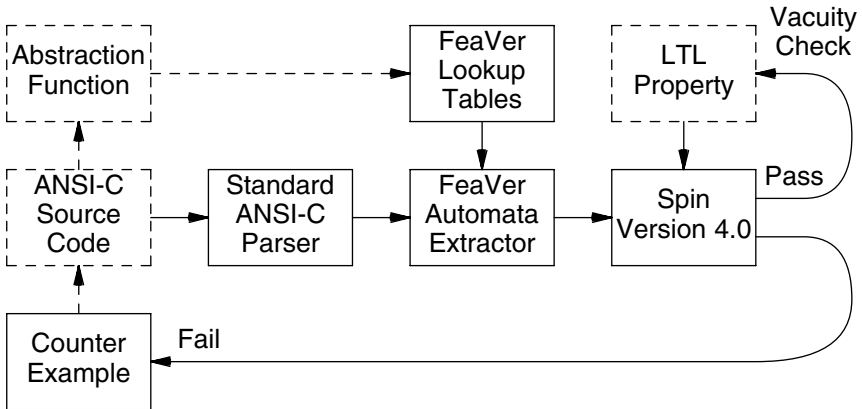 Abstraction
Function
FeaVer
Lookup
Tables
LTL
Property
Vacuity
Check
ANSI-C
Source
Code
Standard
ANSI-C
Parser
FeaVer
Automata
Extractor
Spin
Version 4.0
Pass
Counter
Example
Fail